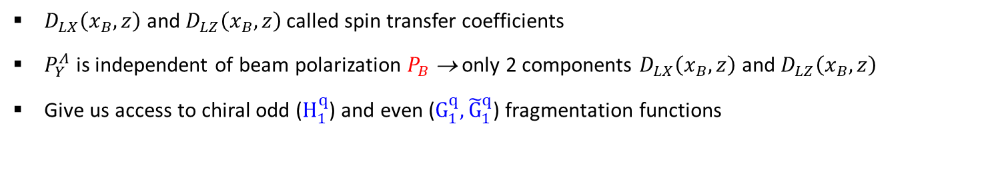 ▪ $D_{LX}(x_B, z)$ and $D_{LZ}(x_B, z)$ called spin transfer coefficients
▪ $P_Y^{\Lambda}$ is independent of beam polarization $P_B$ → only 2 components $D_{LX}(x_B, z)$ and $D_{LZ}(x_B, z)$
▪ Give us access to chiral odd ($\mathrm{H}_1^{\mathrm{q}}$) and even ($\mathrm{G}_1^{\mathrm{q}}, \widetilde{\mathrm{G}}_1^{\mathrm{q}}$) fragmentation functions